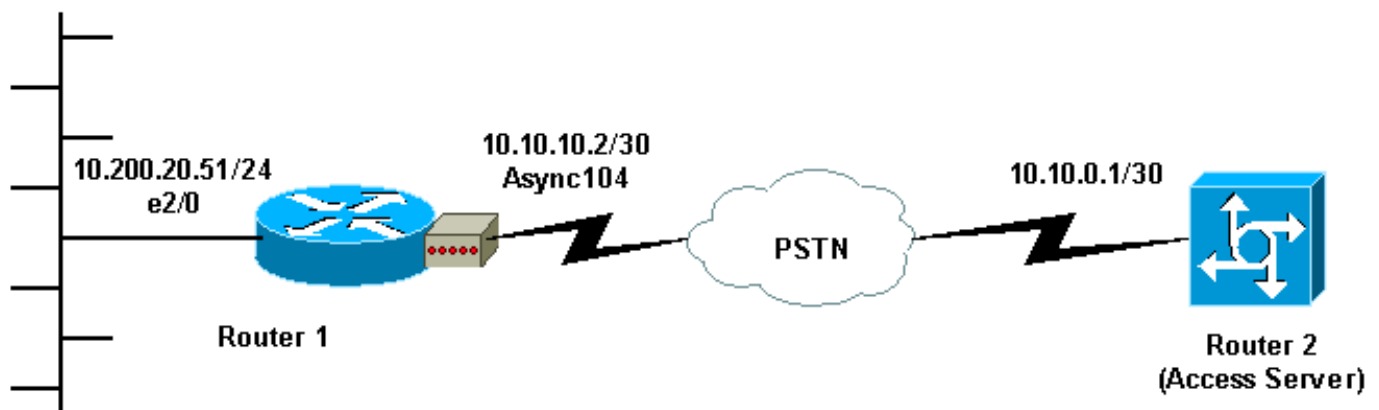 10.200.20.51/24
e2/0
10.10.10.2/30
Async104
PSTN
10.10.0.1/30
Router 1
Router 2
(Access Server)